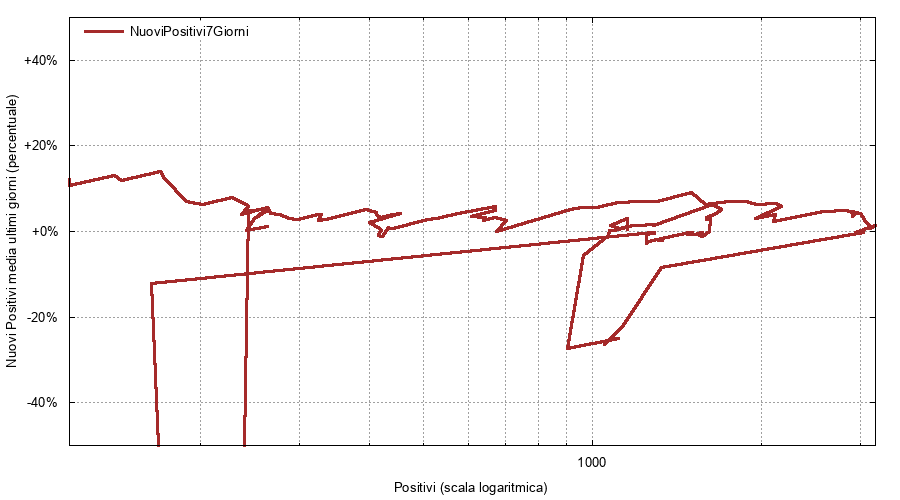 NuoviPositivi7Giorni
+40%
+20%
+0%
-20%
-40%
Nuovi Positivi media ultimi giorni (percentuale)
1000
Positivi (scala logaritmica)